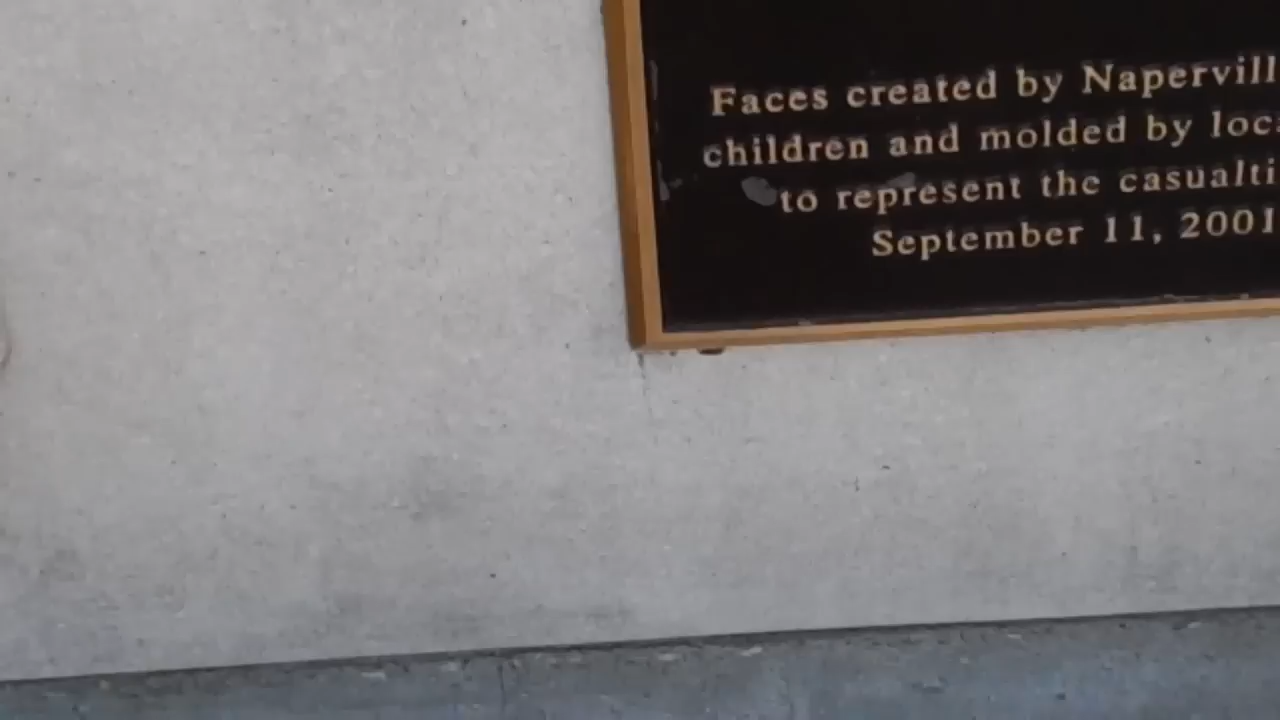 Faces created by Napervill
children and molded by loc
to represent the casualti
September 11, 2001